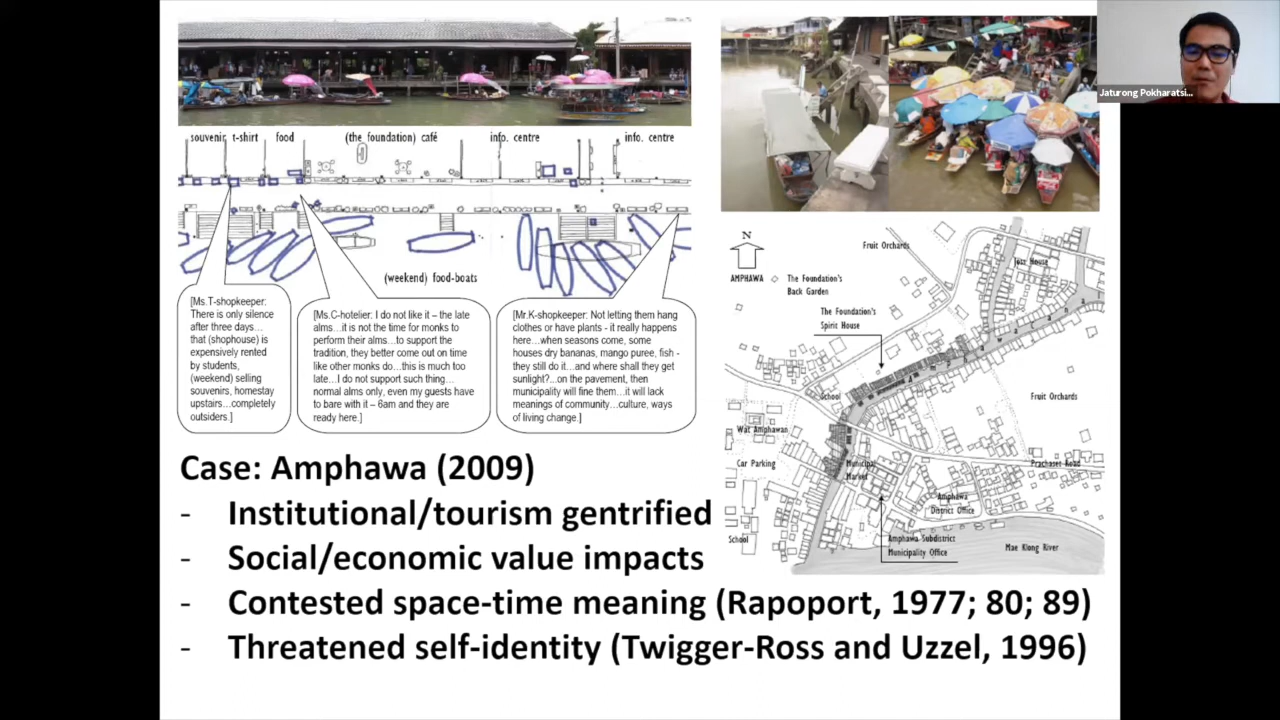 Jaturong Pokharatsi...
souvenir t-shirt food (the foundation) café info. centre info. centre
(weekend) food-boats
[Ms.T-shopkeeper:
There is only silence
after three days…
that (shophouse) is
expensively rented
by students,
(weekend) selling
souvenirs, homestay
upstairs…completely
outsiders.]
[Ms.C-hotelier: I do not like it – the late
alms…it is not the time for monks to
perform their alms…to support the
tradition, they better come out on time
like other monks do…this is much too
late…I do not support such thing…
normal alms only, even my guests have
to bare with it – 6am and they are
ready here.]
[Mr.K-shopkeeper: Not letting them hang
clothes or have plants - it really happens
here…when seasons come, some
houses dry bananas, mango puree, fish -
they still do it…and where shall they get
sunlight?...on the pavement, then
municipality will fine them…it will lack
meanings of community…culture, ways
of living change.]
N
AMPHAWA
The Foundation's
Back Garden
Fruit Orchards
Joss House
The Foundation's
Spirit House
School
Fruit Orchards
Wat Amphawan
Car Parking
Municipal
Market
Prachaset Road
Amphawa
District Office
School
Amphawa Subdistrict
Municipality Office
Mae Klong River
Case: Amphawa (2009)
- Institutional/tourism gentrified
- Social/economic value impacts
- Contested space-time meaning (Rapoport, 1977; 80; 89)
- Threatened self-identity (Twigger-Ross and Uzzel, 1996)